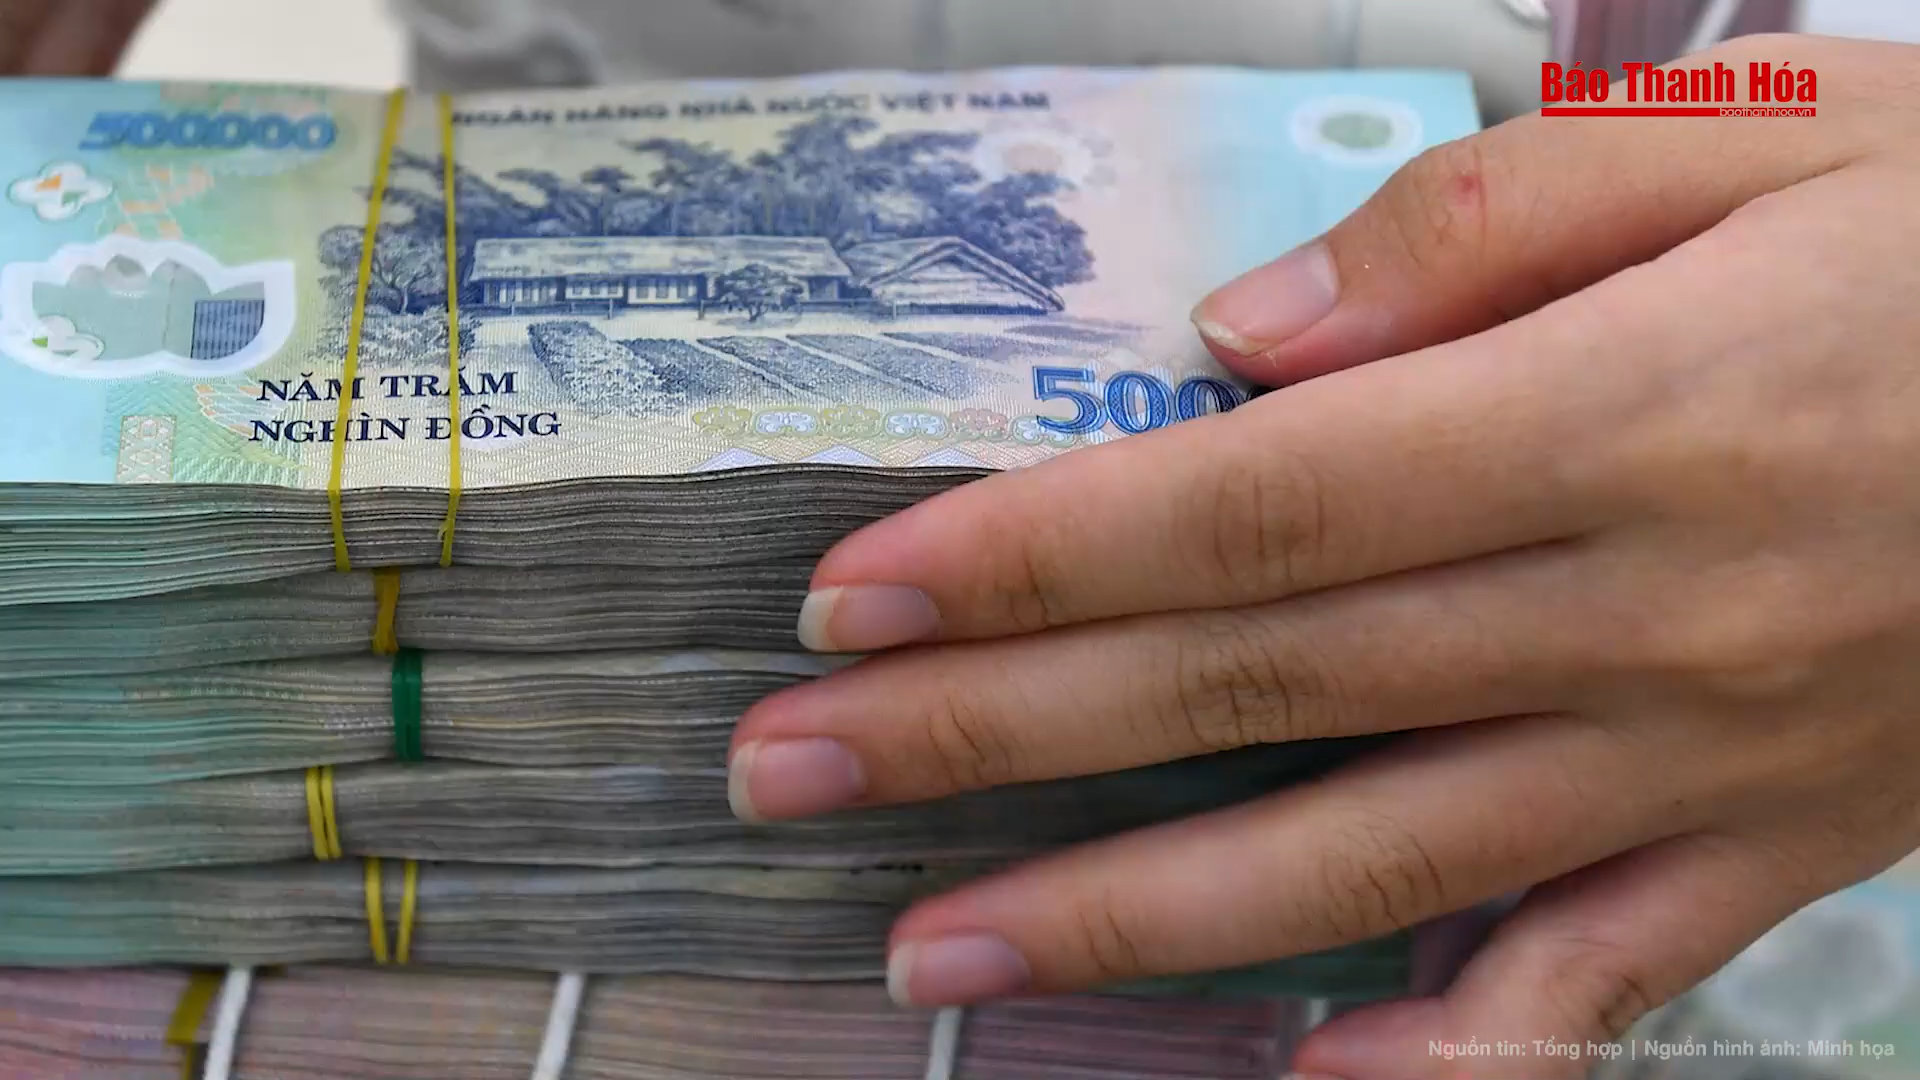 Báo Thanh Hóa
baothanhhoa.vn
500000
NGÂN HÀNG NHÀ NƯỚC VIỆT NAM
NĂM TRĂM
NGHÌN ĐỒNG
500
Nguồn tin: Tổng hợp | Nguồn hình ảnh: Minh họa